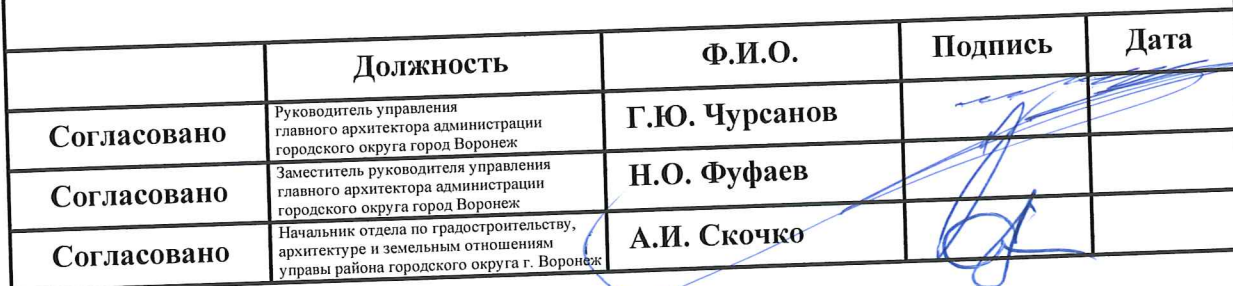 Должность Ф.И.О. Подпись Дата
Согласовано
Руководитель управления
главного архитектора администрации
городского округа город Воронеж
Г.Ю. Чурсанов
Согласовано
Заместитель руководителя управления
главного архитектора администрации
городского округа город Воронеж
Н.О. Фуфаев
Согласовано
Начальник отдела по градостроительству,
архитектуре и земельным отношениям
управы района городского округа г. Воронеж
А.И. Скочко